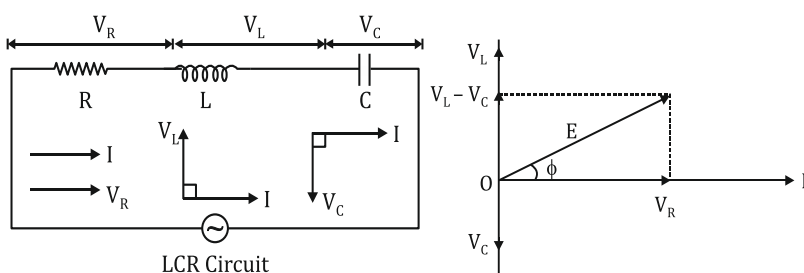 V_R V_L V_C
R L C
I
V_R
V_L
I
I
V_C
LCR Circuit
V_L
V_L – V_C
E
ϕ
O
V_R
I
V_C